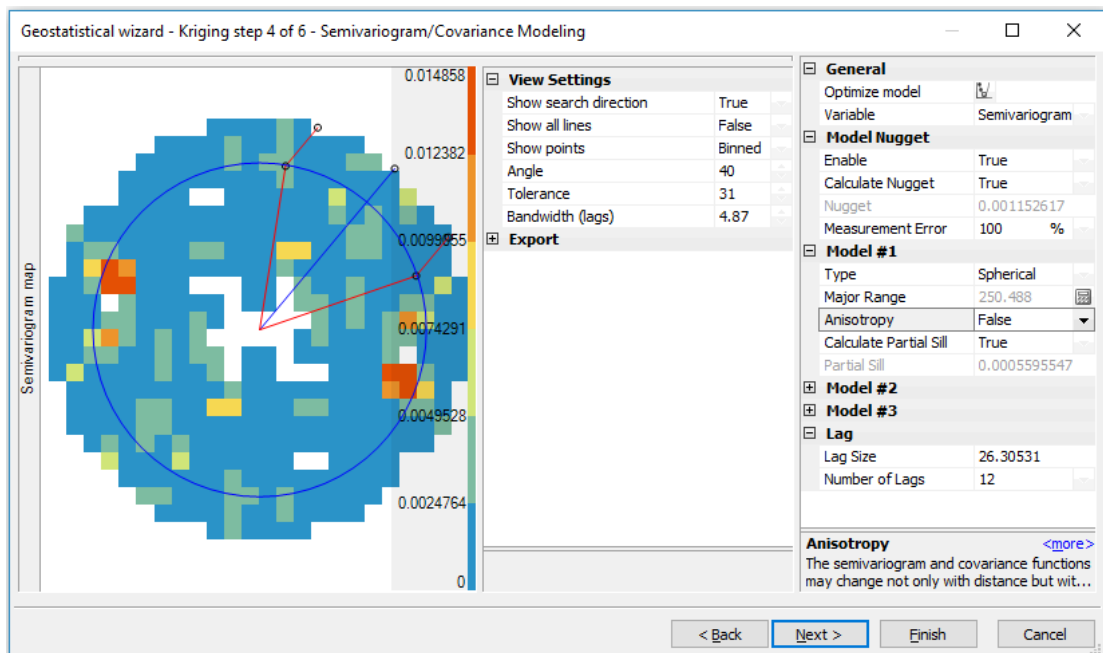 Geostatistical wizard - Kriging step 4 of 6 - Semivariogram/Covariance Modeling
Semivariogram map
0.014858
0.012382
0.0099055
0.0074291
0.0049528
0.0024764
0
View Settings
Show search direction True
Show all lines False
Show points Binned
Angle 40
Tolerance 31
Bandwidth (lags) 4.87
Export
General
Optimize model
Variable Semivariogram
Model Nugget
Enable True
Calculate Nugget True
Nugget 0.001152617
Measurement Error 100 %
Model #1
Type Spherical
Major Range 250.488
Anisotropy False
Calculate Partial Sill True
Partial Sill 0.0005595547
Model #2
Model #3
Lag
Lag Size 26.30531
Number of Lags 12
Anisotropy <more>
The semivariogram and covariance functions
may change not only with distance but wit...
< Back
Next >
Finish
Cancel